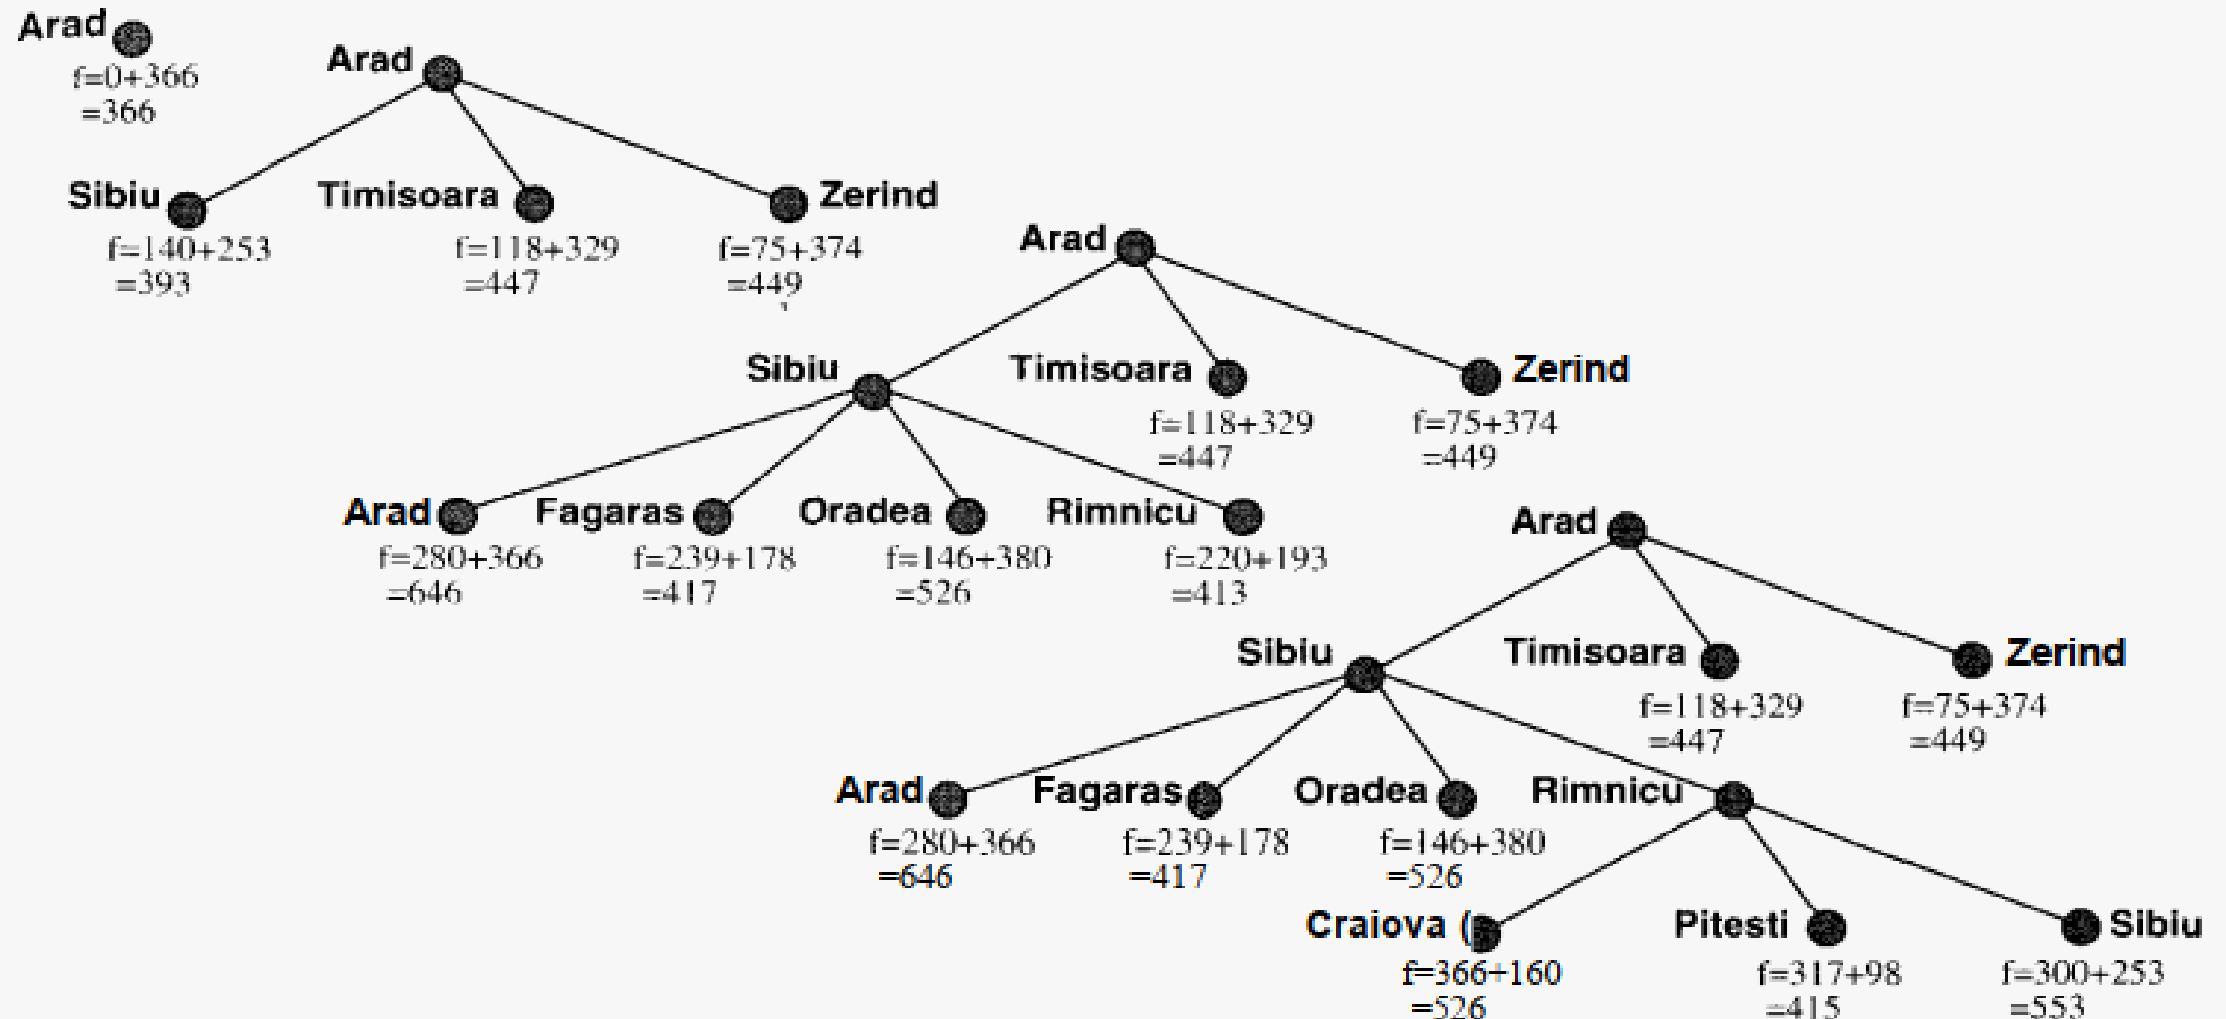 Arad
f=0+366
=366
Arad
Sibiu
f=140+253
=393
Timisoara
f=118+329
=447
Zerind
f=75+374
=449
Arad
Sibiu
Timisoara
f=118+329
=447
Zerind
f=75+374
=449
Arad
f=280+366
=646
Fagaras
f=239+178
=417
Oradea
f=146+380
=526
Rimnicu
f=220+193
=413
Arad
Sibiu
Timisoara
f=118+329
=447
Zerind
f=75+374
=449
Arad
f=280+366
=646
Fagaras
f=239+178
=417
Oradea
f=146+380
=526
Rimnicu
Craiova (
f=366+160
=526
Pitesti
f=317+98
=415
Sibiu
f=300+253
=553